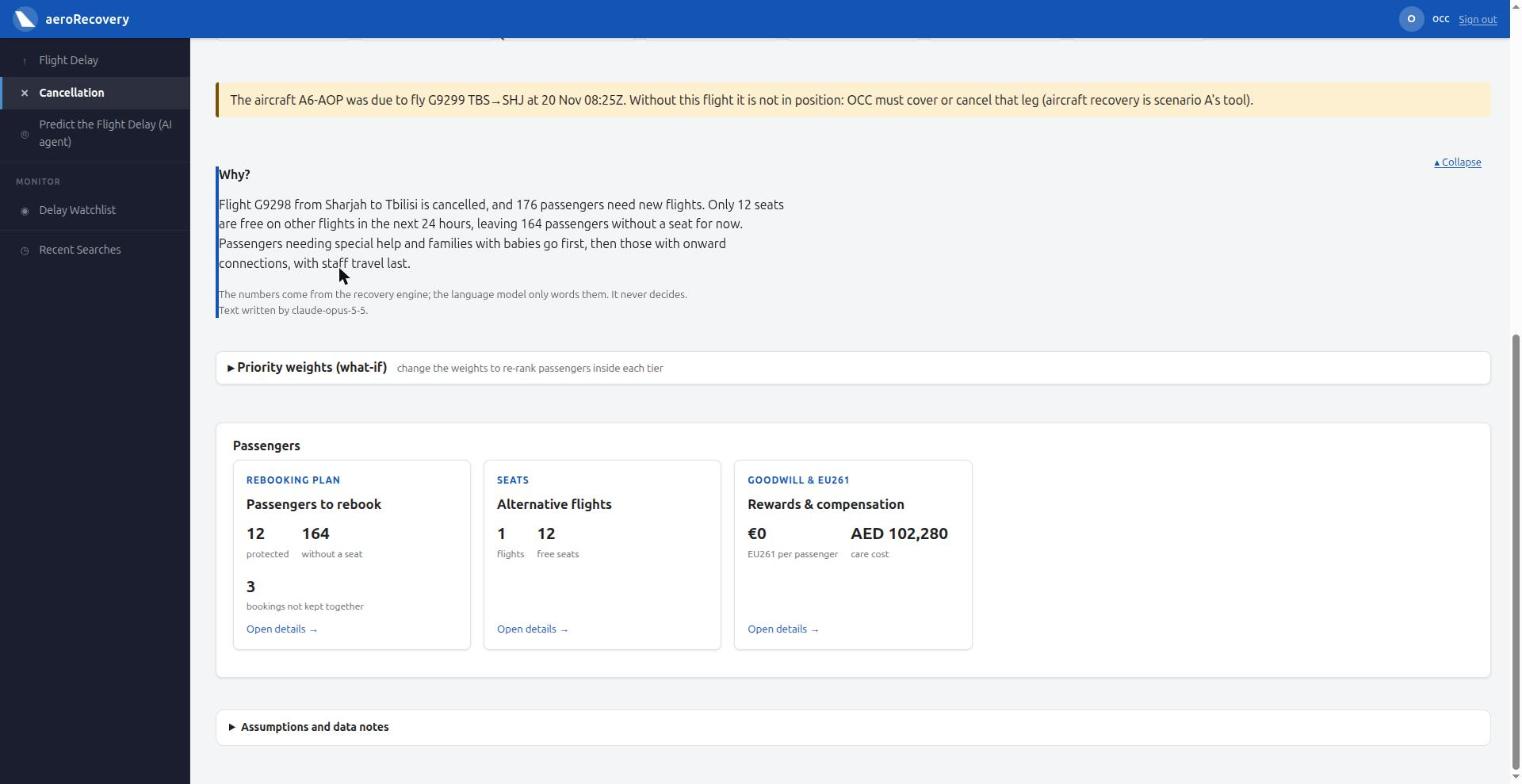 aeroRecovery
O OCC Sign out
↑ Flight Delay
✕ Cancellation
◎ Predict the Flight Delay (AI
agent)
MONITOR
◉ Delay Watchlist
◷ Recent Searches
The aircraft A6-AOP was due to fly G9299 TBS→SHJ at 20 Nov 08:25Z. Without this flight it is not in position: OCC must cover or cancel that leg (aircraft recovery is scenario A's tool).
▴ Collapse
Why?
Flight G9298 from Sharjah to Tbilisi is cancelled, and 176 passengers need new flights. Only 12 seats
are free on other flights in the next 24 hours, leaving 164 passengers without a seat for now.
Passengers needing special help and families with babies go first, then those with onward
connections, with staff travel last.
The numbers come from the recovery engine; the language model only words them. It never decides.
Text written by claude-opus-5-5.
▸ Priority weights (what-if) change the weights to re-rank passengers inside each tier
Passengers
REBOOKING PLAN
Passengers to rebook
12 164
protected without a seat
3
bookings not kept together
Open details →
SEATS
Alternative flights
1 12
flights free seats
Open details →
GOODWILL & EU261
Rewards & compensation
€0 AED 102,280
EU261 per passenger care cost
Open details →
▸ Assumptions and data notes